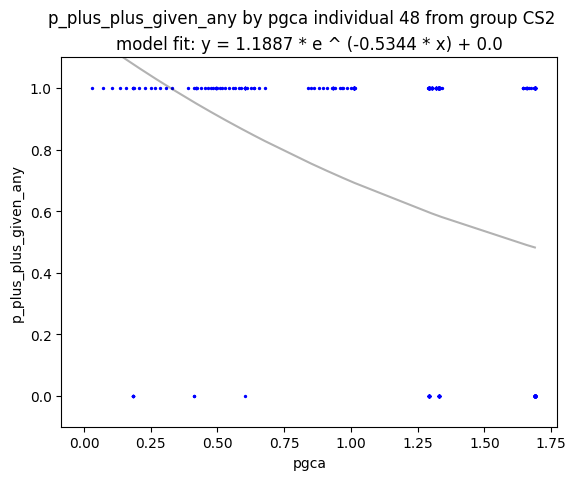 p_plus_plus_given_any by pgca individual 48 from group CS2
model fit: y = 1.1887 * e ^ (-0.5344 * x) + 0.0
1.0
0.8
0.6
0.4
0.2
0.0
p_plus_plus_given_any
0.00 0.25 0.50 0.75 1.00 1.25 1.50 1.75
pgca